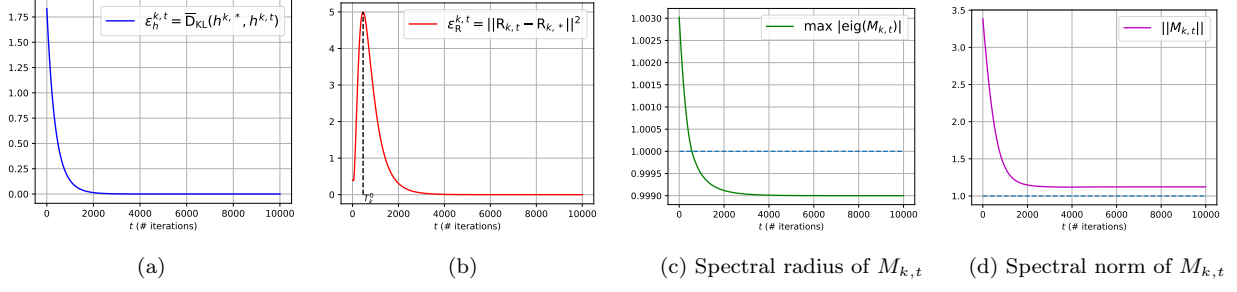 1.75
1.50
1.25
1.00
0.75
0.50
0.25
0.00
ε_h^{k,t} = D̅_KL(h^{k,*}, h^{k,t})
0 2000 4000 6000 8000 10000
t (# iterations)
(a)
5
4
3
2
1
0
ε_R^{k,t} = ||R_{k,t} − R_{k,*}||^2
T_k^0
0 2000 4000 6000 8000 10000
t (# iterations)
(b)
1.0030
1.0025
1.0020
1.0015
1.0010
1.0005
1.0000
0.9995
0.9990
max |eig(M_{k,t})|
0 2000 4000 6000 8000 10000
t (# iterations)
(c) Spectral radius of M_{k,t}
3.5
3.0
2.5
2.0
1.5
1.0
||M_{k,t}||
0 2000 4000 6000 8000 10000
t (# iterations)
(d) Spectral norm of M_{k,t}